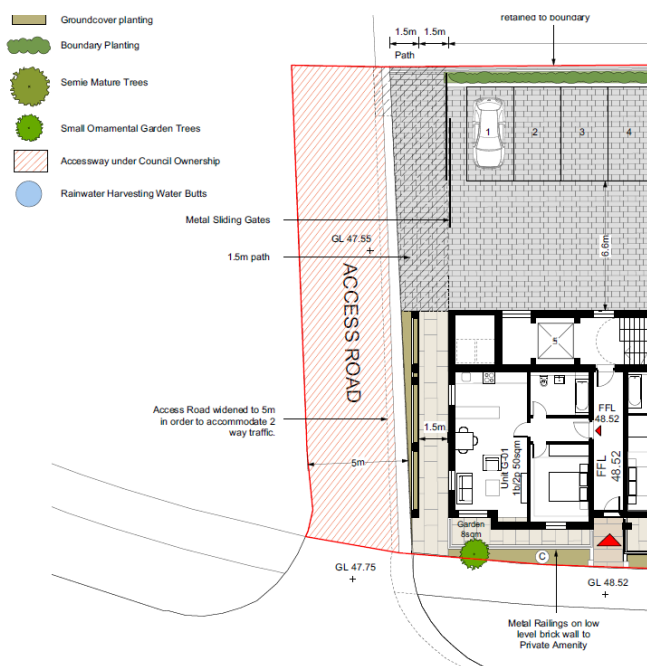 Groundcover planting
Boundary Planting
Semie Mature Trees
Small Ornamental Garden Trees
Accessway under Council Ownership
Rainwater Harvesting Water Butts
1.5m
1.5m
Path
retained to boundary
1
2
3
4
Metal Sliding Gates
GL 47.55
1.5m path
6.6m
ACCESS ROAD
5
Access Road widened to 5m
in order to accommodate 2
way traffic.
1.5m
5m
Unit G-01
1b/2p 50sqm
FFL
48.52
FFL
48.52
Garden
8sqm
C
GL 47.75
GL 48.52
Metal Railings on low
level brick wall to
Private Amenity